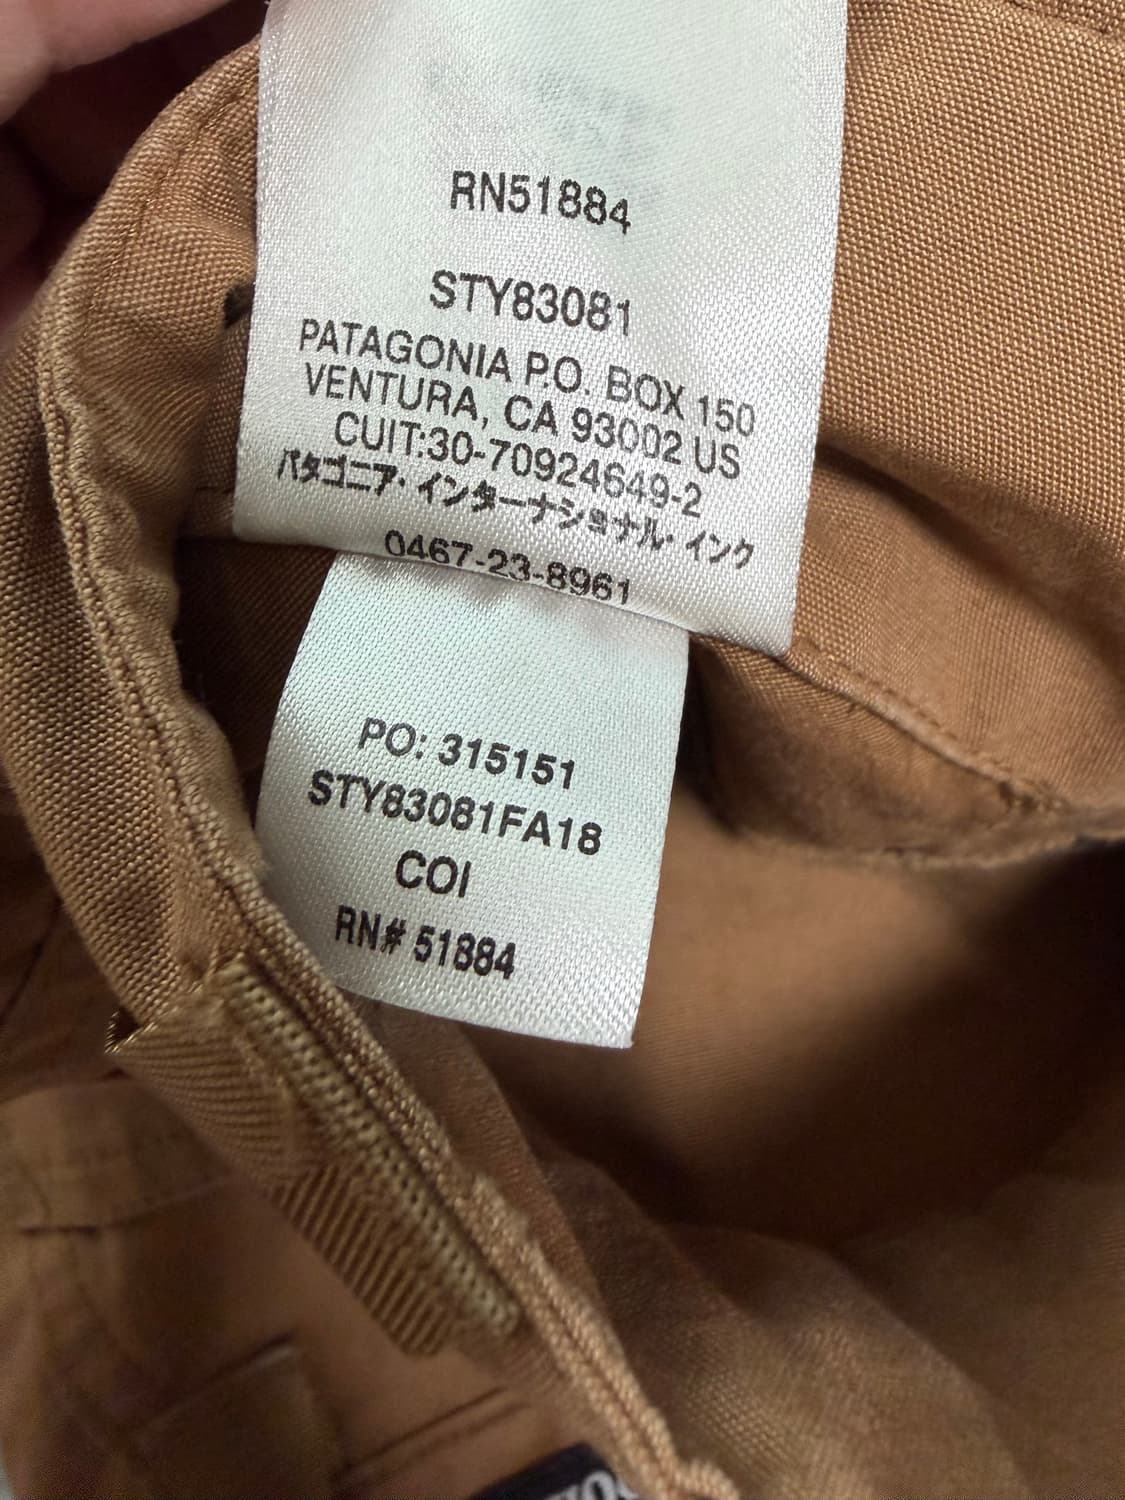 RN51884
STY83081
PATAGONIA P.O. BOX 150
VENTURA, CA 93002 US
CUIT:30-70924649-2
パタゴニア・インターナショナル・インク
0467-23-8961
PO: 315151
STY83081FA18
COI
RN# 51884